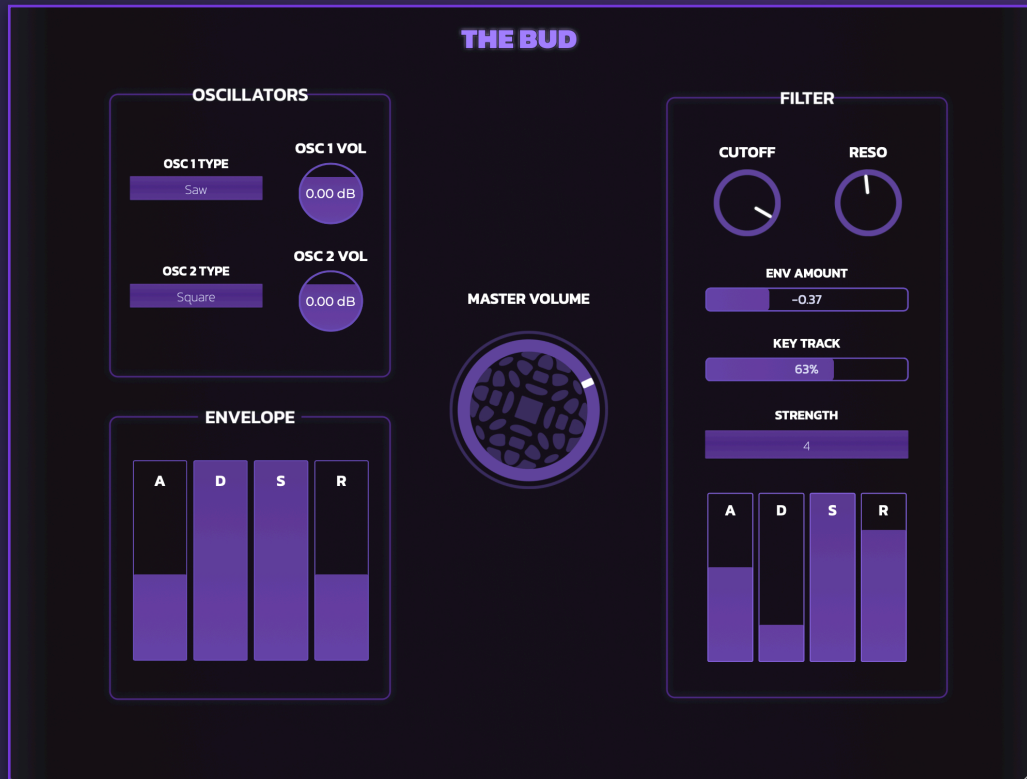 THE BUD
OSCILLATORS
OSC 1 TYPE
Saw
OSC 1 VOL
0.00 dB
OSC 2 TYPE
Square
OSC 2 VOL
0.00 dB
ENVELOPE
A D S R
MASTER VOLUME
FILTER
CUTOFF
RESO
ENV AMOUNT
-0.37
KEY TRACK
63%
STRENGTH
4
A D S R